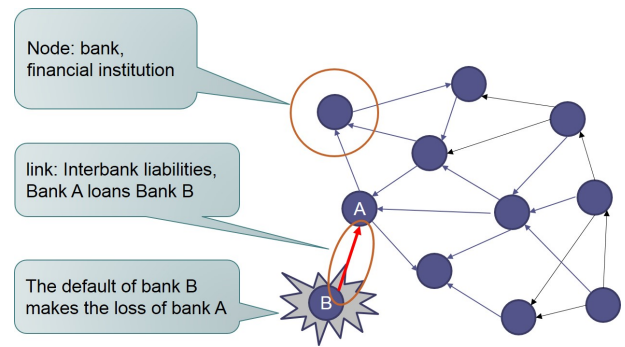 Node: bank,
financial institution
link: Interbank liabilities,
Bank A loans Bank B
A
The default of bank B
makes the loss of bank A
B